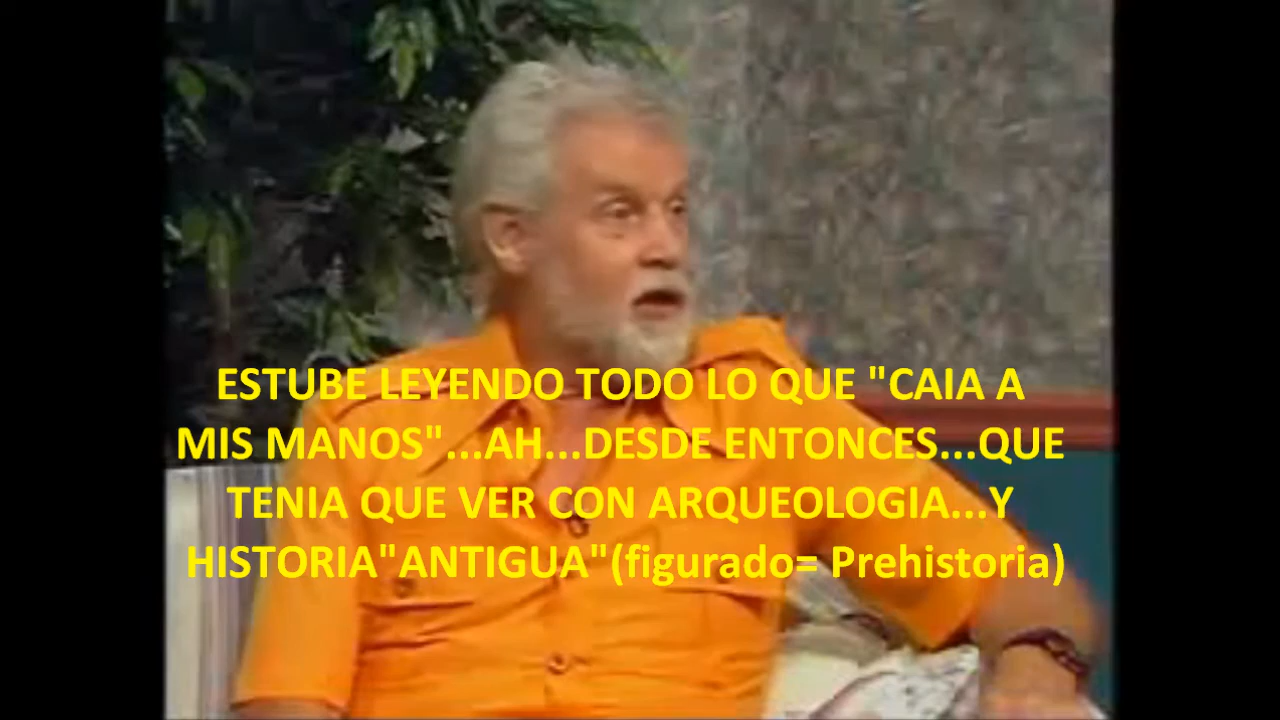 ESTUBE LEYENDO TODO LO QUE "CAIA A
MIS MANOS"...AH...DESDE ENTONCES...QUE
TENIA QUE VER CON ARQUEOLOGIA...Y
HISTORIA"ANTIGUA"(figurado= Prehistoria)